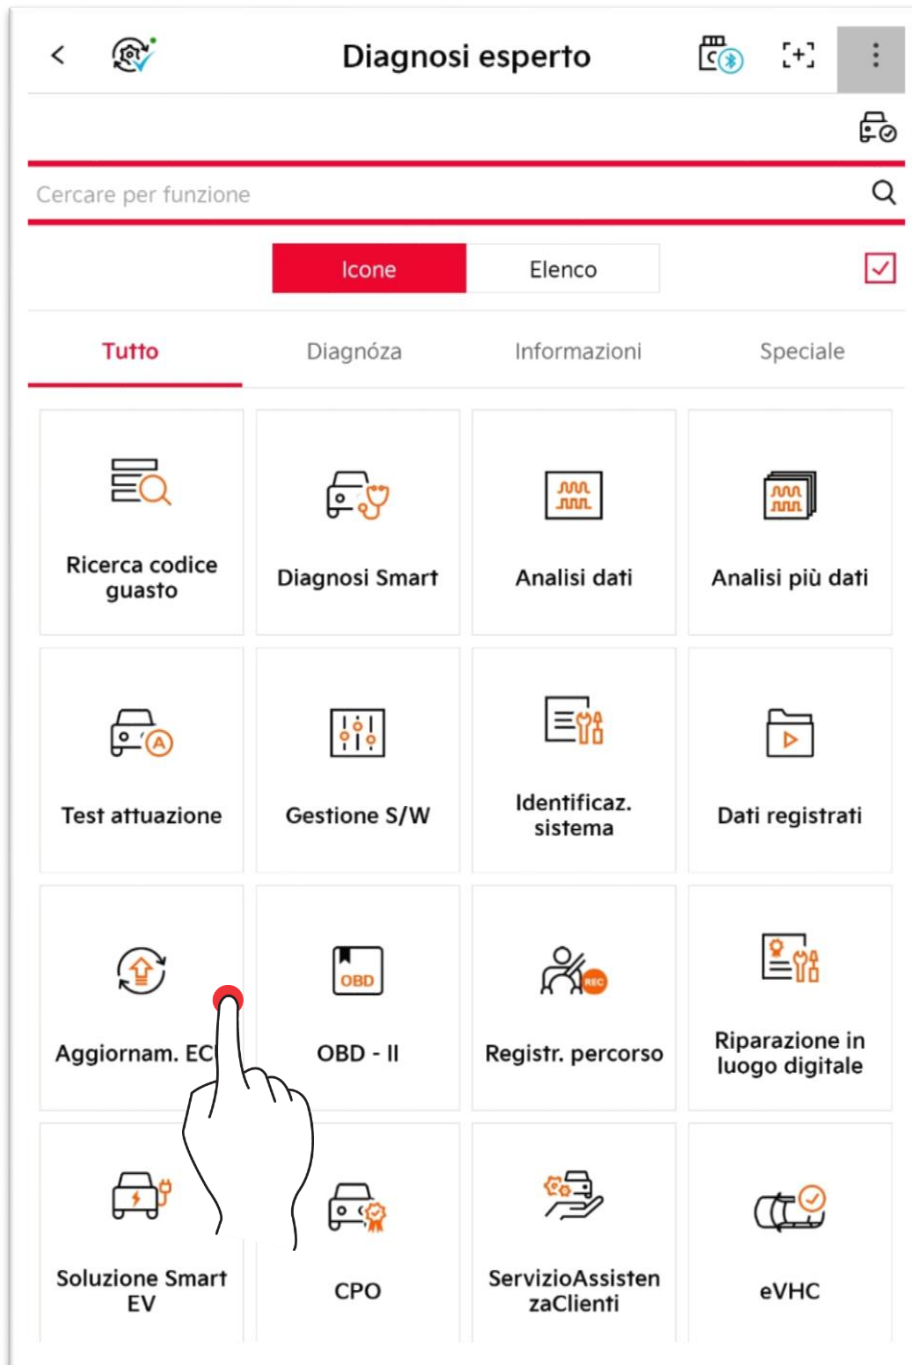 Diagnosi esperto
Cercare per funzione
Icone
Elenco
Tutto
Diagnóza
Informazioni
Speciale
Ricerca codice
guasto
Diagnosi Smart
Analisi dati
Analisi più dati
Test attuazione
Gestione S/W
Identificaz.
sistema
Dati registrati
Aggiornam.
OBD
OBD - II
REC
Registr. percorso
Riparazione in
luogo digitale
Soluzione Smart
EV
CPO
ServizioAssisten
zaClienti
eVHC